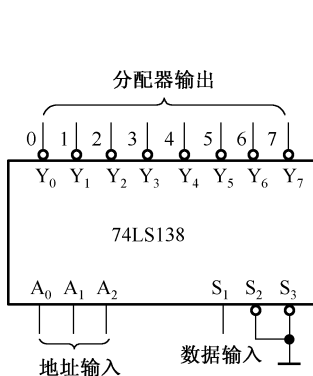 分配器输出
0 1 2 3 4 5 6 7
Y₀ Y₁ Y₂ Y₃ Y₄ Y₅ Y₆ Y₇
74LS138
A₀ A₁ A₂ S₁ S₂ S₃
地址输入 数据输入